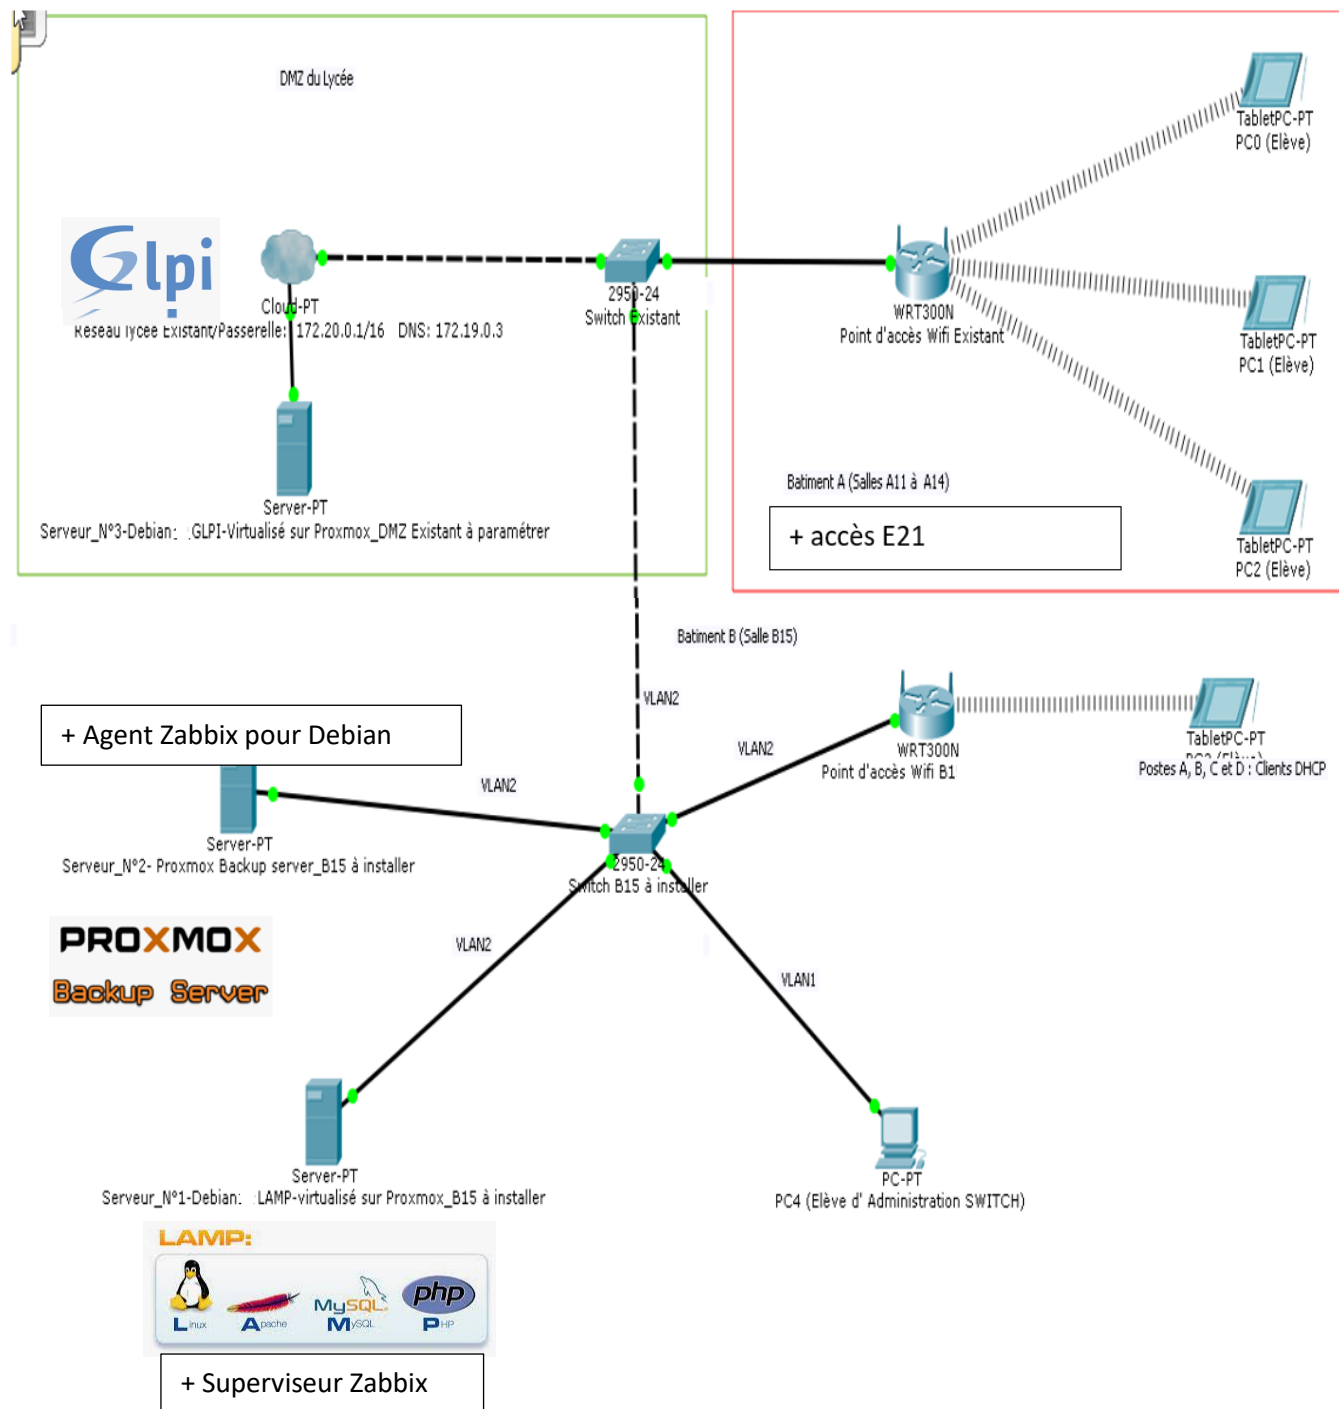 DMZ du Lycée
Glpi
Cloud-PT
Réseau lycée Existant/Passerelle: 172.20.0.1/16 DNS: 172.19.0.3
2950-24
Switch Existant
Server-PT
Serveur_N°3-Debian: GLPI-Virtualisé sur Proxmox_DMZ Existant à paramétrer
WRT300N
Point d'accès Wifi Existant
TabletPC-PT
PC0 (Elève)
TabletPC-PT
PC1 (Elève)
TabletPC-PT
PC2 (Elève)
Batiment A (Salles A11 à A14)
+ accès E21
Batiment B (Salle B15)
VLAN2
+ Agent Zabbix pour Debian
VLAN2
VLAN2
WRT300N
Point d'accès Wifi B1
TabletPC-PT
Postes A, B, C et D : Clients DHCP
Server-PT
Serveur_N°2- Proxmox Backup server_B15 à installer
2950-24
Switch B15 à installer
PROXMOX
Backup Server
VLAN2
VLAN1
Server-PT
Serveur_N°1-Debian: LAMP-virtualisé sur Proxmox_B15 à installer
PC-PT
PC4 (Elève d' Administration SWITCH)
LAMP:
MySQL
php
Linux Apache MySQL PHP
+ Superviseur Zabbix